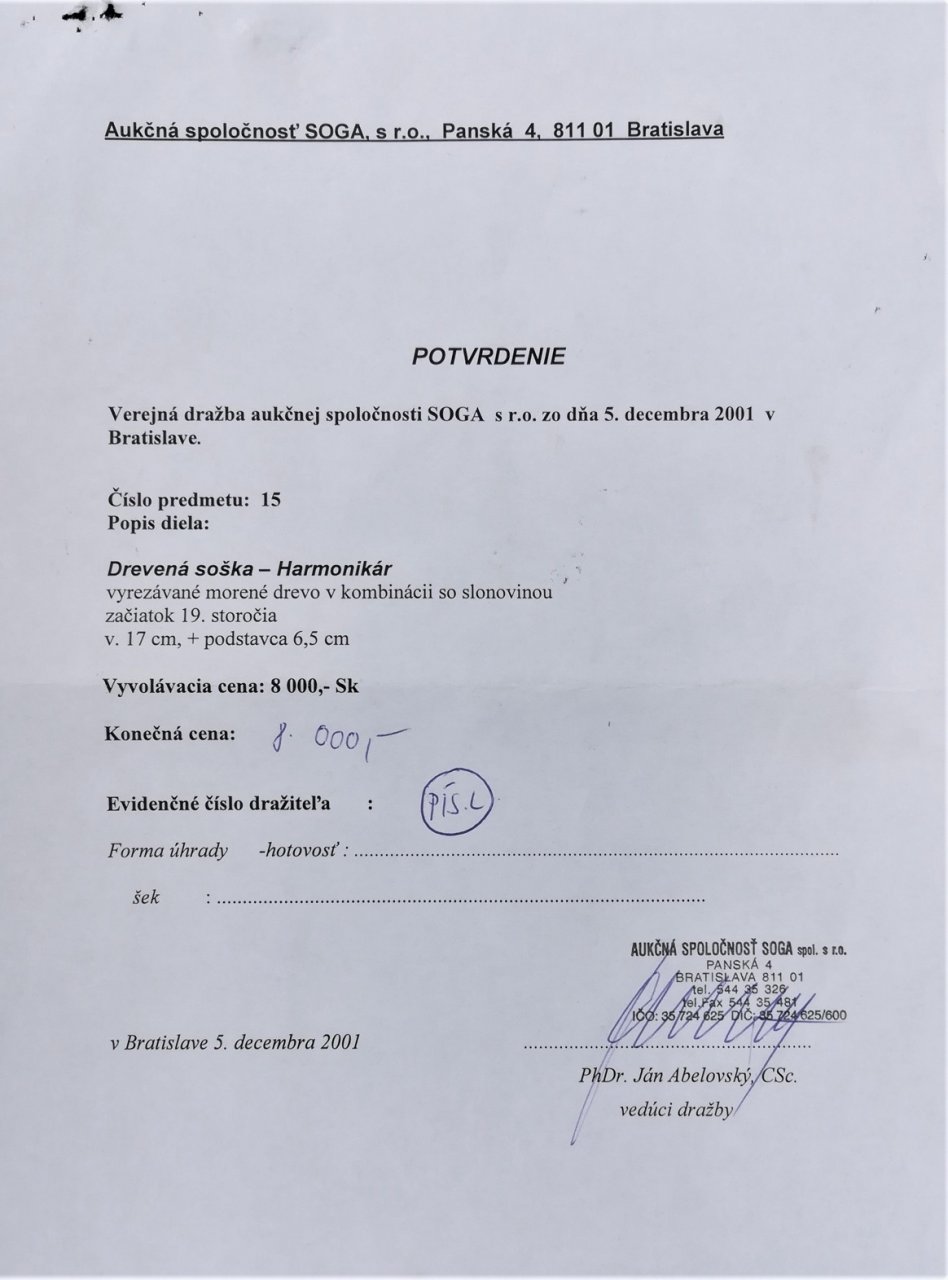 Aukčná spoločnosť SOGA, s r.o., Panská 4, 811 01 Bratislava
POTVRDENIE
Verejná dražba aukčnej spoločnosti SOGA s r.o. zo dňa 5. decembra 2001 v
Bratislave.
Číslo predmetu: 15
Popis diela:
Drevená soška – Harmonikár
vyrezávané morené drevo v kombinácii so slonovinou
začiatok 19. storočia
v. 17 cm, + podstavca 6,5 cm
Vyvolávacia cena: 8 000,- Sk
Konečná cena: 8. 000,-
Evidenčné číslo dražiteľa : PÍS.L
Forma úhrady -hotovosť : ..............................
šek : ..............................
AUKČNÁ SPOLOČNOSŤ SOGA spol. s r.o.
PANSKÁ 4
BRATISLAVA 811 01
tel. 544 35 326
tel.Fax 544 35 481
IČO: 35 724 625 DIČ: 35 724 625/600
v Bratislave 5. decembra 2001
PhDr. Ján Abelovský, CSc.
vedúci dražby